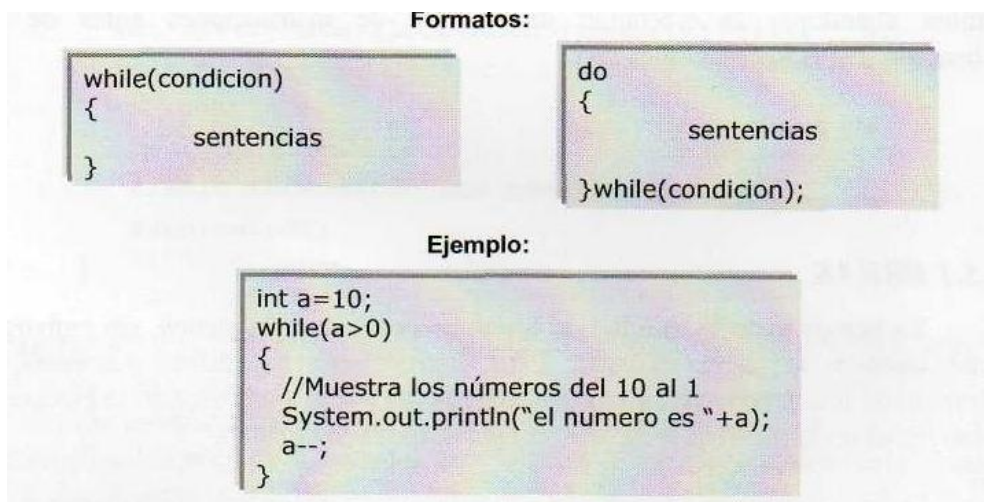 Formatos:
while(condicion)
{
sentencias
}
do
{
sentencias
}while(condicion);
Ejemplo:
int a=10;
while(a>0)
{
//Muestra los números del 10 al 1
System.out.println("el numero es "+a);
a--;
}